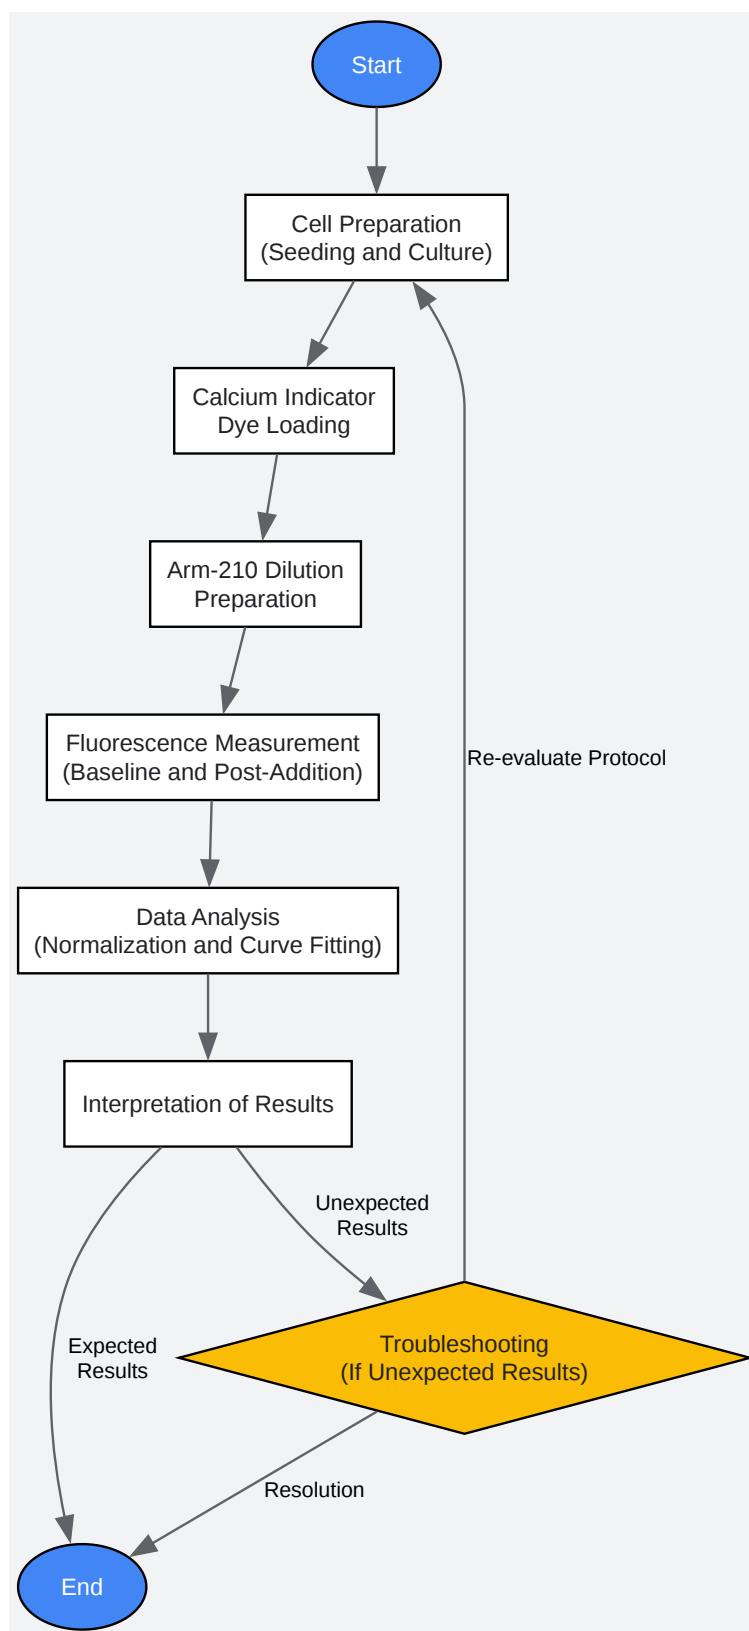 Start
Cell Preparation
(Seeding and Culture)
Calcium Indicator
Dye Loading
Arm-210 Dilution
Preparation
Fluorescence Measurement
(Baseline and Post-Addition)
Re-evaluate Protocol
Data Analysis
(Normalization and Curve Fitting)
Interpretation of Results
Unexpected
Results
Expected
Results
Troubleshooting
(If Unexpected Results)
Resolution
End